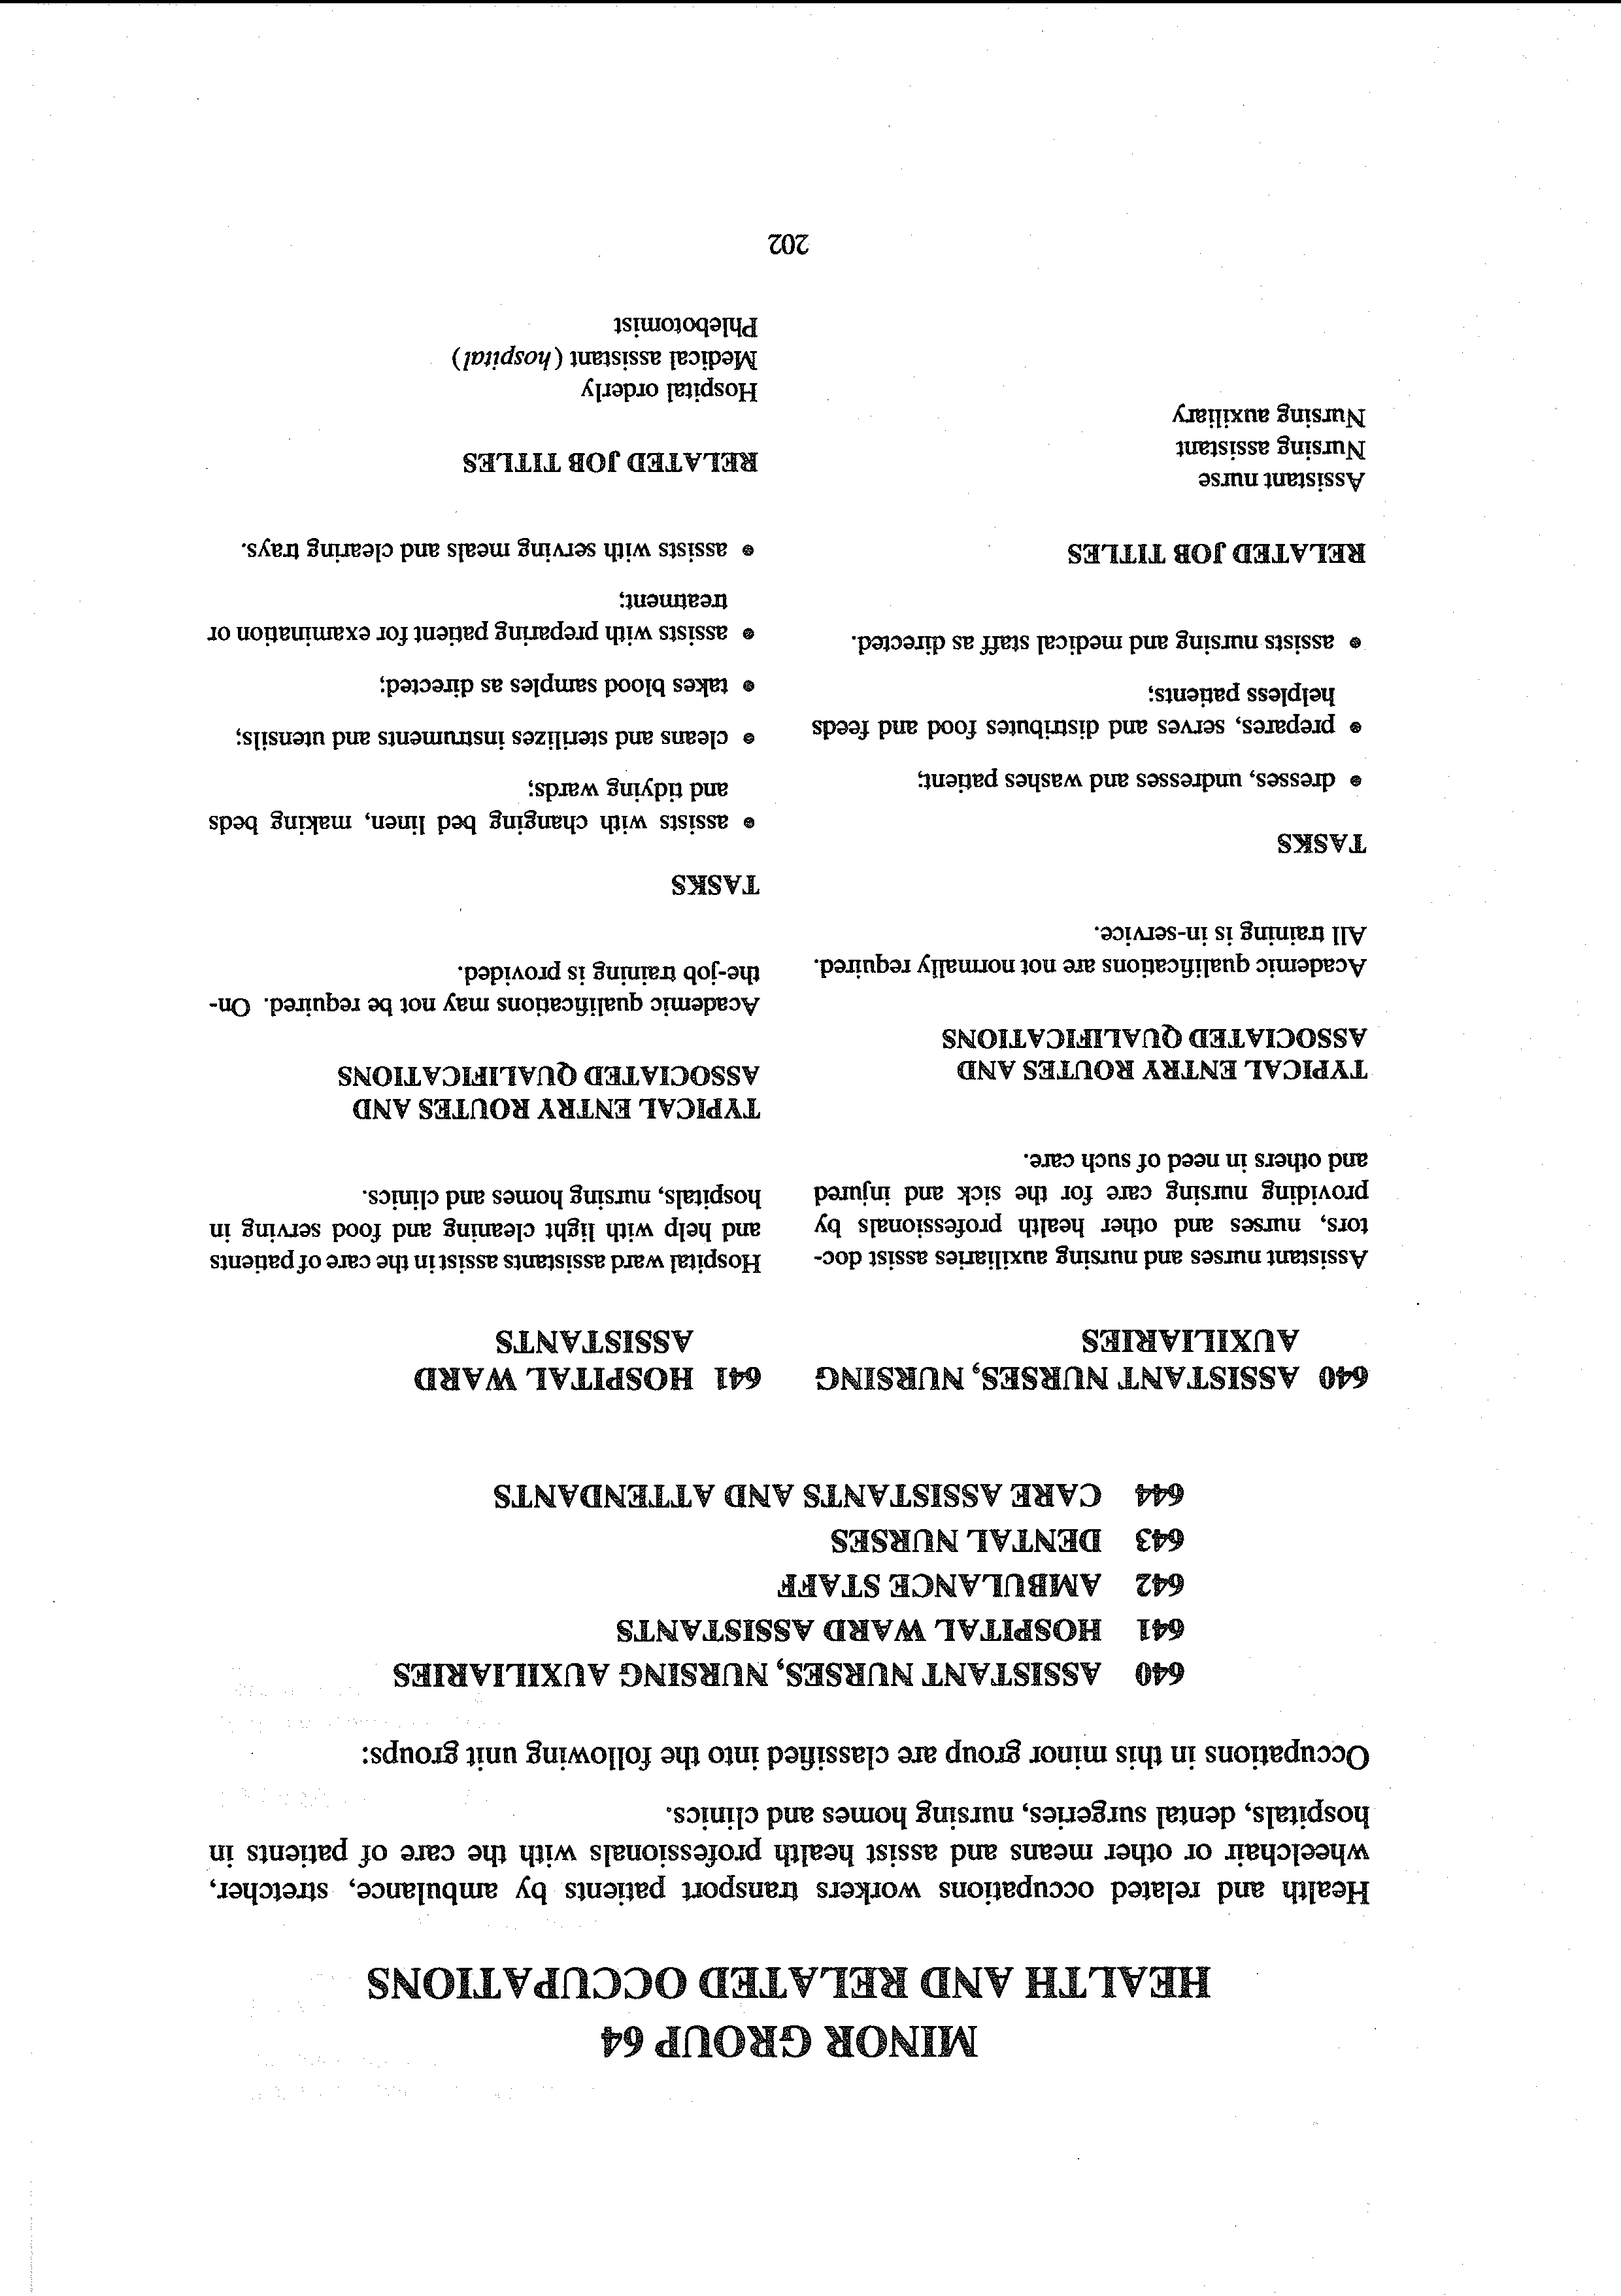 MINOR GROUP 64
HEALTH AND RELATED OCCUPATIONS
Health and related occupations workers transport patients by ambulance, stretcher,
wheelchair or other means and assist health professionals with the care of patients in
hospitals, dental surgeries, nursing homes and clinics.
Occupations in this minor group are classified into the following unit groups:
640 ASSISTANT NURSES, NURSING AUXILIARIES
641 HOSPITAL WARD ASSISTANTS
642 AMBULANCE STAFF
643 DENTAL NURSES
644 CARE ASSISTANTS AND ATTENDANTS
640 ASSISTANT NURSES, NURSING
AUXILIARIES
Assistant nurses and nursing auxiliaries assist doc-
tors, nurses and other health professionals by
providing nursing care for the sick and injured
and others in need of such care.
TYPICAL ENTRY ROUTES AND
ASSOCIATED QUALIFICATIONS
Academic qualifications are not normally required.
All training is in-service.
TASKS
• dresses, undresses and washes patient;
• prepares, serves and distributes food and feeds
helpless patients;
• assists nursing and medical staff as directed.
RELATED JOB TITLES
Assistant nurse
Nursing assistant
Nursing auxiliary
641 HOSPITAL WARD
ASSISTANTS
Hospital ward assistants assist in the care of patients
and help with light cleaning and food serving in
hospitals, nursing homes and clinics.
TYPICAL ENTRY ROUTES AND
ASSOCIATED QUALIFICATIONS
Academic qualifications may not be required. On-
the-job training is provided.
TASKS
• assists with changing bed linen, making beds
and tidying wards;
• cleans and sterilizes instruments and utensils;
• takes blood samples as directed;
• assists with preparing patient for examination or
treatment;
• assists with serving meals and clearing trays.
RELATED JOB TITLES
Hospital orderly
Medical assistant (hospital)
Phlebotomist
202